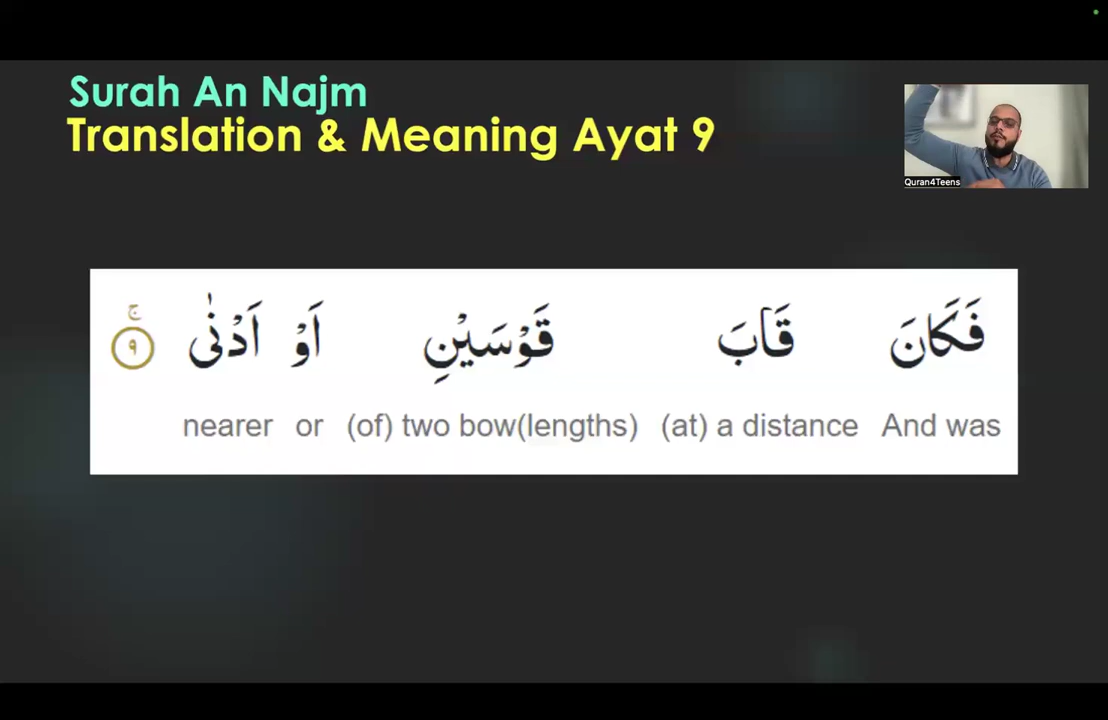 Surah An Najm
Translation & Meaning Ayat 9
Quran4Teens
فَكَانَ قَابَ قَوْسَيْنِ اَوْ اَدْنٰى ۚ ٩
nearer or (of) two bow(lengths) (at) a distance And was